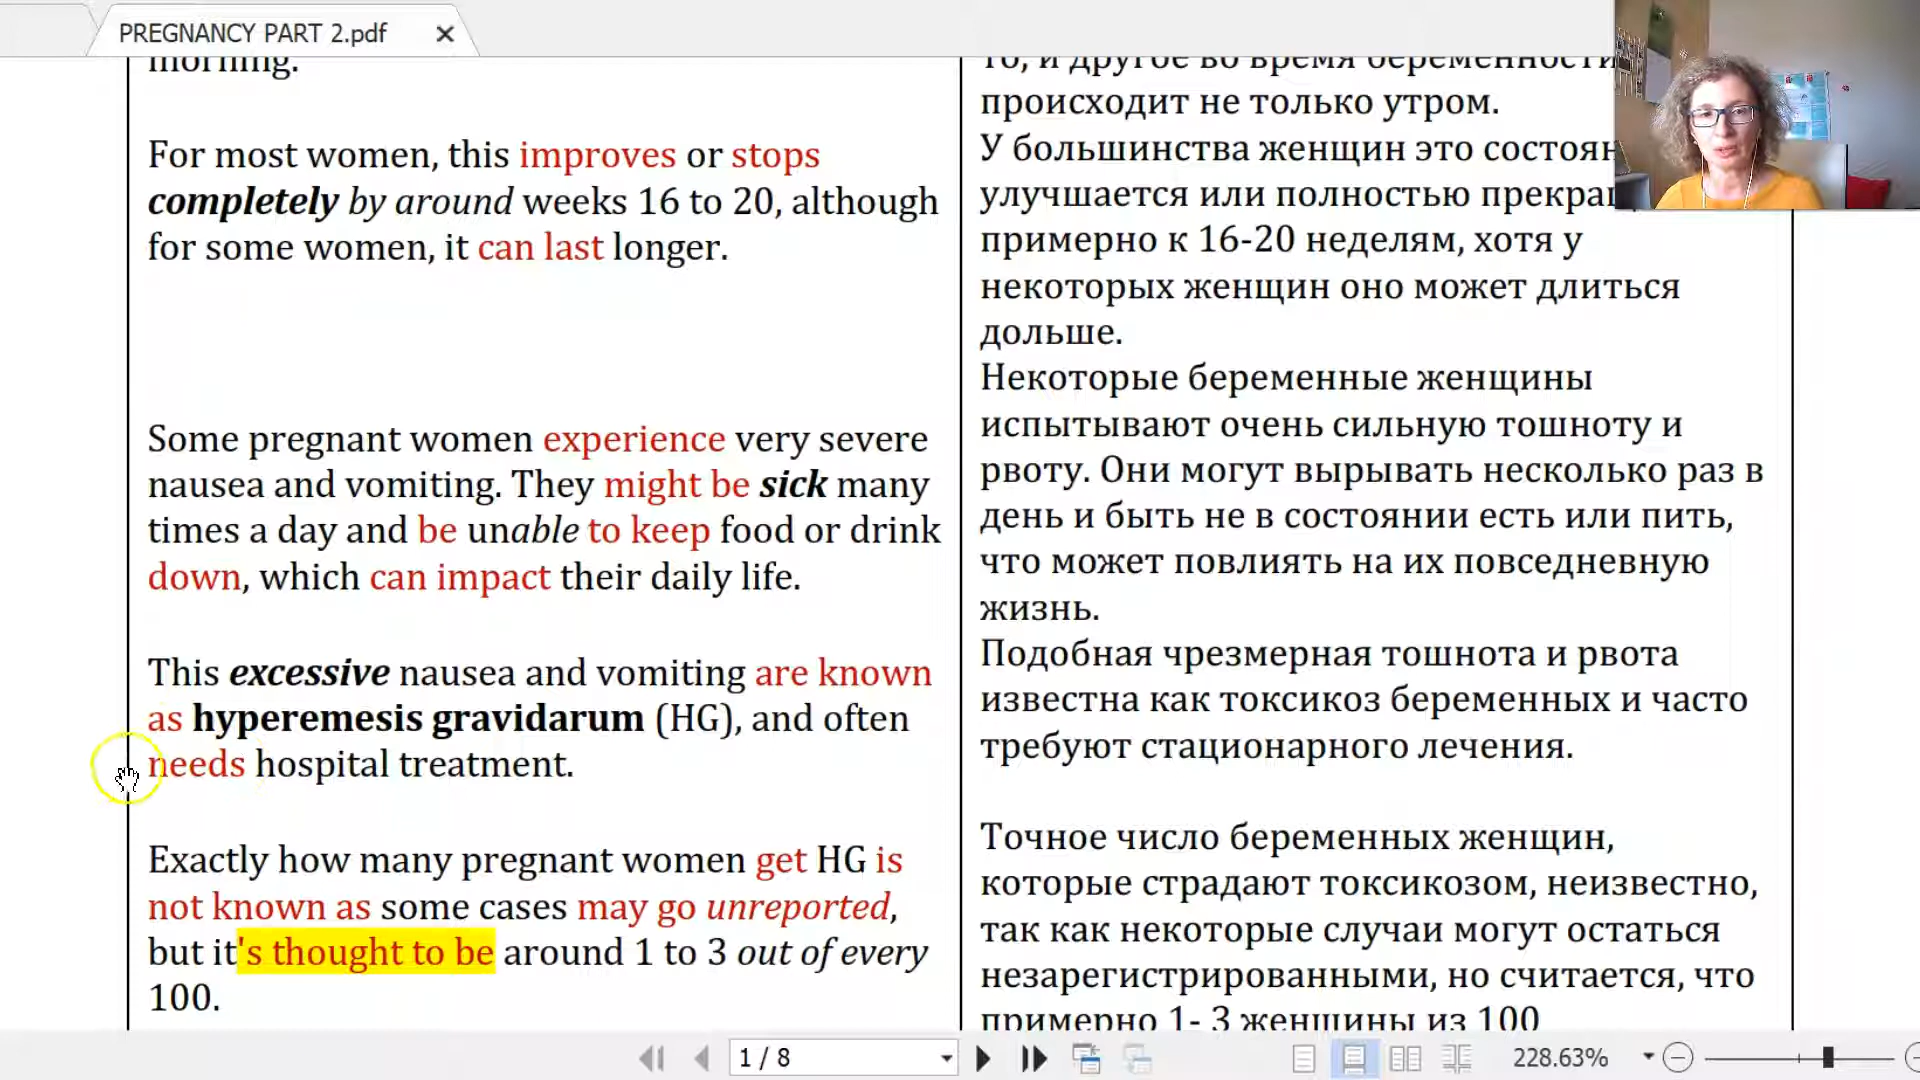 PREGNANCY PART 2.pdf
morning.
For most women, this improves or stops
completely by around weeks 16 to 20, although
for some women, it can last longer.
Some pregnant women experience very severe
nausea and vomiting. They might be sick many
times a day and be unable to keep food or drink
down, which can impact their daily life.
This excessive nausea and vomiting are known
as hyperemesis gravidarum (HG), and often
needs hospital treatment.
Exactly how many pregnant women get HG is
not known as some cases may go unreported,
but it's thought to be around 1 to 3 out of every
100.
то, и другое во время беременности
происходит не только утром.
У большинства женщин это состоян
улучшается или полностью прекра
примерно к 16-20 неделям, хотя у
некоторых женщин оно может длиться
дольше.
Некоторые беременные женщины
испытывают очень сильную тошноту и
рвоту. Они могут вырывать несколько раз в
день и быть не в состоянии есть или пить,
что может повлиять на их повседневную
жизнь.
Подобная чрезмерная тошнота и рвота
известна как токсикоз беременных и часто
требуют стационарного лечения.
Точное число беременных женщин,
которые страдают токсикозом, неизвестно,
так как некоторые случаи могут остаться
незарегистрированными, но считается, что
примерно 1- 3 женщины из 100
1 / 8
228.63%